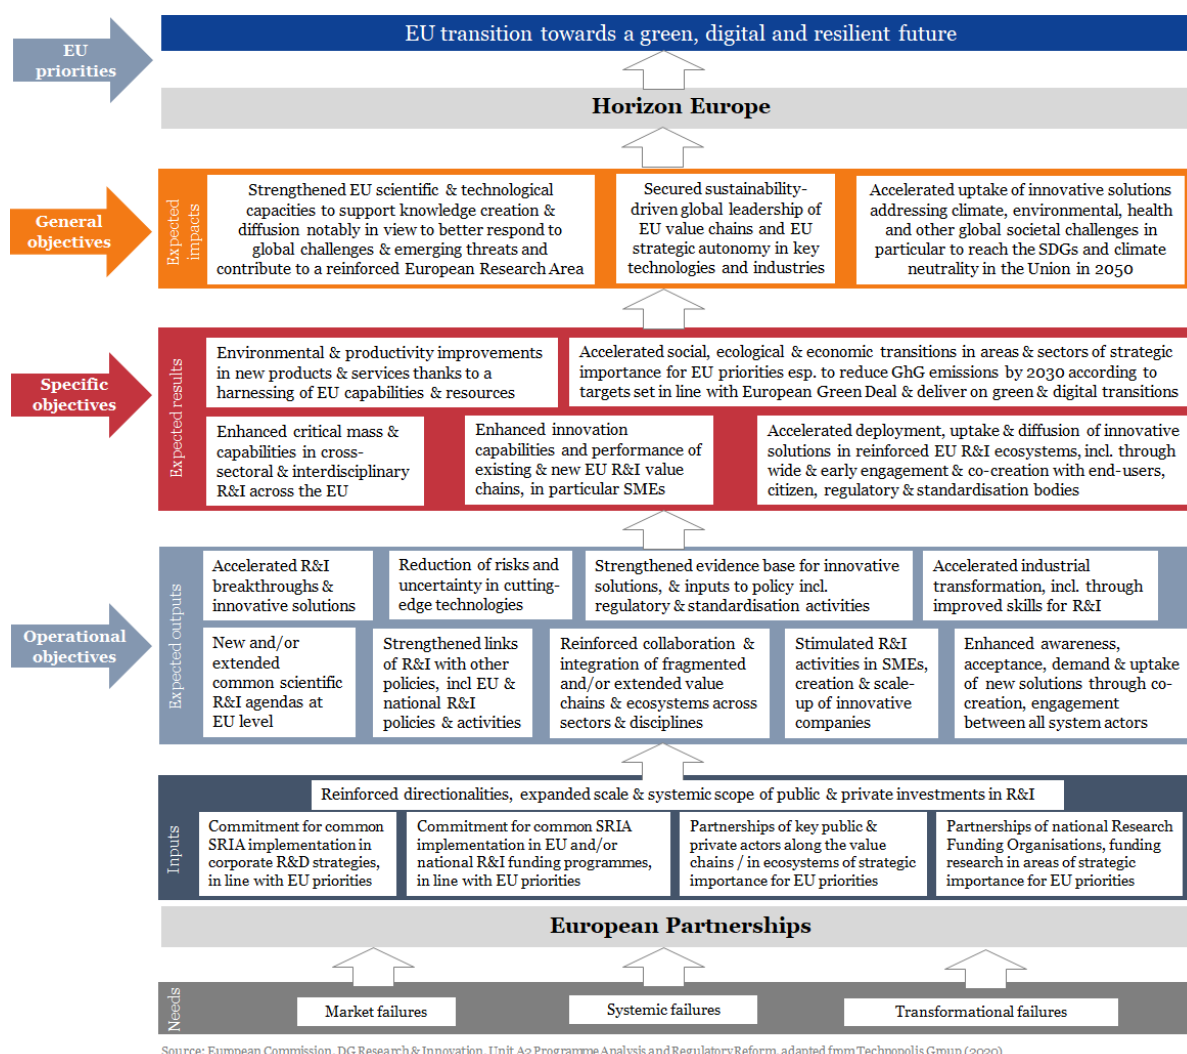 EU transition towards a green, digital and resilient future
EU
priorities
Horizon Europe
General
objectives
Expected
impacts
Strengthened EU scientific & technological
capacities to support knowledge creation &
diffusion notably in view to better respond to
global challenges & emerging threats and
contribute to a reinforced European Research Area
Secured sustainability-
driven global leadership of
EU value chains and EU
strategic autonomy in key
technologies and industries
Accelerated uptake of innovative solutions
addressing climate, environmental, health
and other global societal challenges in
particular to reach the SDGs and climate
neutrality in the Union in 2050
Specific
objectives
Expected results
Environmental & productivity improvements
in new products & services thanks to a
harnessing of EU capabilities & resources
Accelerated social, ecological & economic transitions in areas & sectors of strategic
importance for EU priorities esp. to reduce GhG emissions by 2030 according to
targets set in line with European Green Deal & deliver on green & digital transitions
Enhanced critical mass &
capabilities in cross-
sectoral & interdisciplinary
R&I across the EU
Enhanced innovation
capabilities and performance of
existing & new EU R&I value
chains, in particular SMEs
Accelerated deployment, uptake & diffusion of innovative
solutions in reinforced EU R&I ecosystems, incl. through
wide & early engagement & co-creation with end-users,
citizen, regulatory & standardisation bodies
Operational
objectives
Expected outputs
Accelerated R&I
breakthroughs &
innovative solutions
Reduction of risks and
uncertainty in cutting-
edge technologies
Strengthened evidence base for innovative
solutions, & inputs to policy incl.
regulatory & standardisation activities
Accelerated industrial
transformation, incl. through
improved skills for R&I
New and/or
extended
common scientific
R&I agendas at
EU level
Strengthened links
of R&I with other
policies, incl EU &
national R&I
policies & activities
Reinforced collaboration &
integration of fragmented
and/or extended value
chains & ecosystems across
sectors & disciplines
Stimulated R&I
activities in SMEs,
creation & scale-
up of innovative
companies
Enhanced awareness,
acceptance, demand & uptake
of new solutions through co-
creation, engagement
between all system actors
Inputs
Reinforced directionalities, expanded scale & systemic scope of public & private investments in R&I
Commitment for common
SRIA implementation in
corporate R&D strategies,
in line with EU priorities
Commitment for common SRIA
implementation in EU and/or
national R&I funding programmes,
in line with EU priorities
Partnerships of key public &
private actors along the value
chains / in ecosystems of strategic
importance for EU priorities
Partnerships of national Research
Funding Organisations, funding
research in areas of strategic
importance for EU priorities
European Partnerships
Needs
Market failures
Systemic failures
Transformational failures
Source: European Commission, DG Research & Innovation, Unit A2 Programme Analysis and Regulatory Reform, adapted from Technopolis Group (2020)